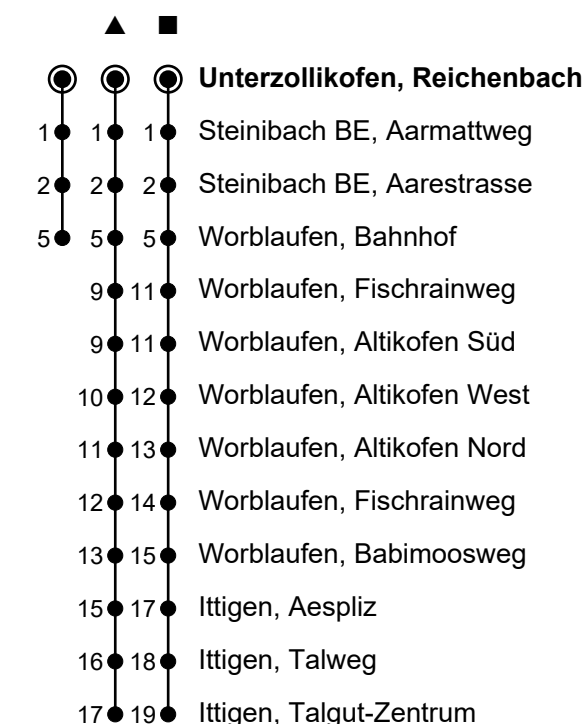 ▲ ■
Unterzollikofen, Reichenbach
1 1 1 Steinibach BE, Aarmattweg
2 2 2 Steinibach BE, Aarestrasse
5 5 5 Worblaufen, Bahnhof
9 11 Worblaufen, Fischrainweg
9 11 Worblaufen, Altikofen Süd
10 12 Worblaufen, Altikofen West
11 13 Worblaufen, Altikofen Nord
12 14 Worblaufen, Fischrainweg
13 15 Worblaufen, Babimoosweg
15 17 Ittigen, Aespliz
16 18 Ittigen, Talweg
17 19 Ittigen, Talgut-Zentrum